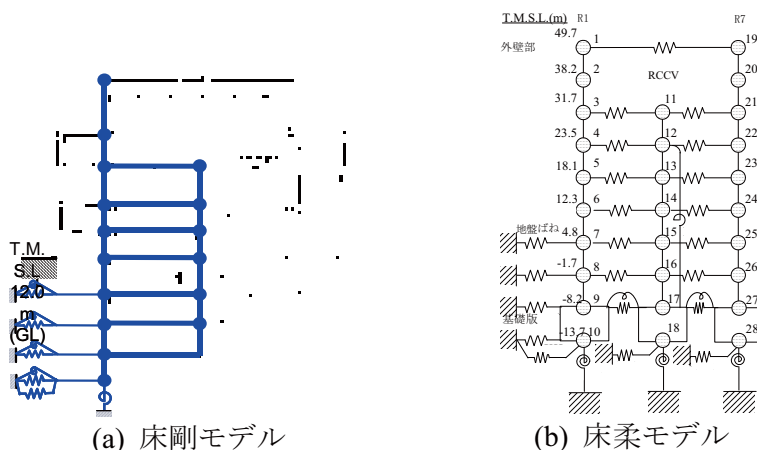 T.M.S.L.(m) R1 R7
49.7 1 19
外壁部
38.2 2 RCCV 20
31.7 3 11 21
23.5 4 12 22
18.1 5 13 23
12.3 6 14 24
地盤ばね 4.8 7 15 25
-1.7 8 16 26
-8.2 9 17 27
基礎版
-13.7 10 18 28
T.M.
S.L
12.0
m
(GL)
(a) 床剛モデル
(b) 床柔モデル